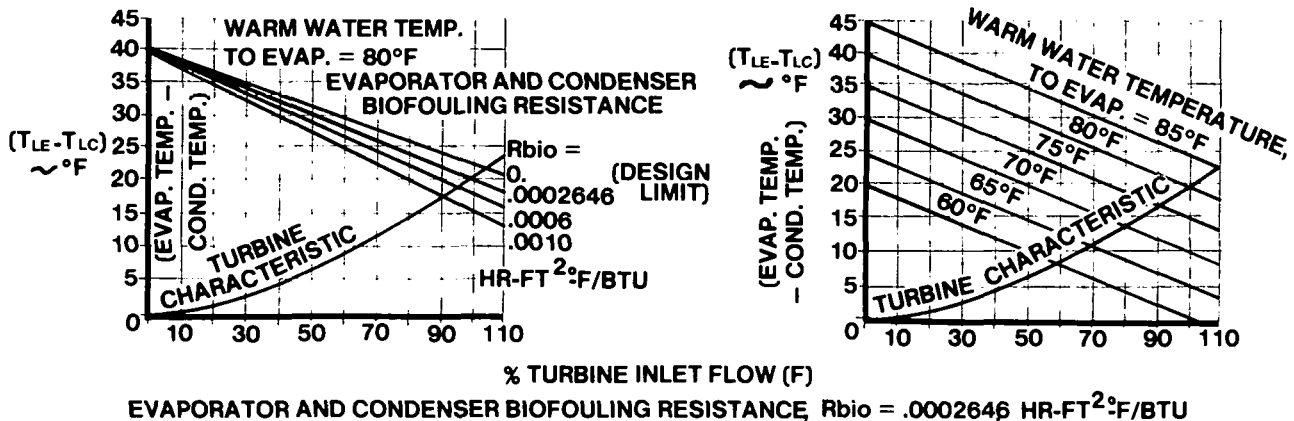 WARM WATER TEMP.
TO EVAP. = 80°F
EVAPORATOR AND CONDENSER
BIOFOULING RESISTANCE
45
40
35
30
25
20
15
10
5
0
(TLE-TLC)
~ °F
(EVAP. TEMP. –
COND. TEMP.)
Rbio =
0.
.0002646
.0006
.0010
(DESIGN
LIMIT)
HR-FT²-°F/BTU
TURBINE
CHARACTERISTIC
10 30 50 70 90 110
45
40
35
30
25
20
15
10
5
0
(TLE-TLC)
~ °F
(EVAP. TEMP.
– COND. TEMP.)
WARM WATER TEMPERATURE,
TO EVAP. = 85°F
80°F
75°F
70°F
65°F
60°F
TURBINE CHARACTERISTIC
10 30 50 70 90 110
% TURBINE INLET FLOW (F)
EVAPORATOR AND CONDENSER BIOFOULING RESISTANCE, Rbio = .0002646 HR-FT²-°F/BTU